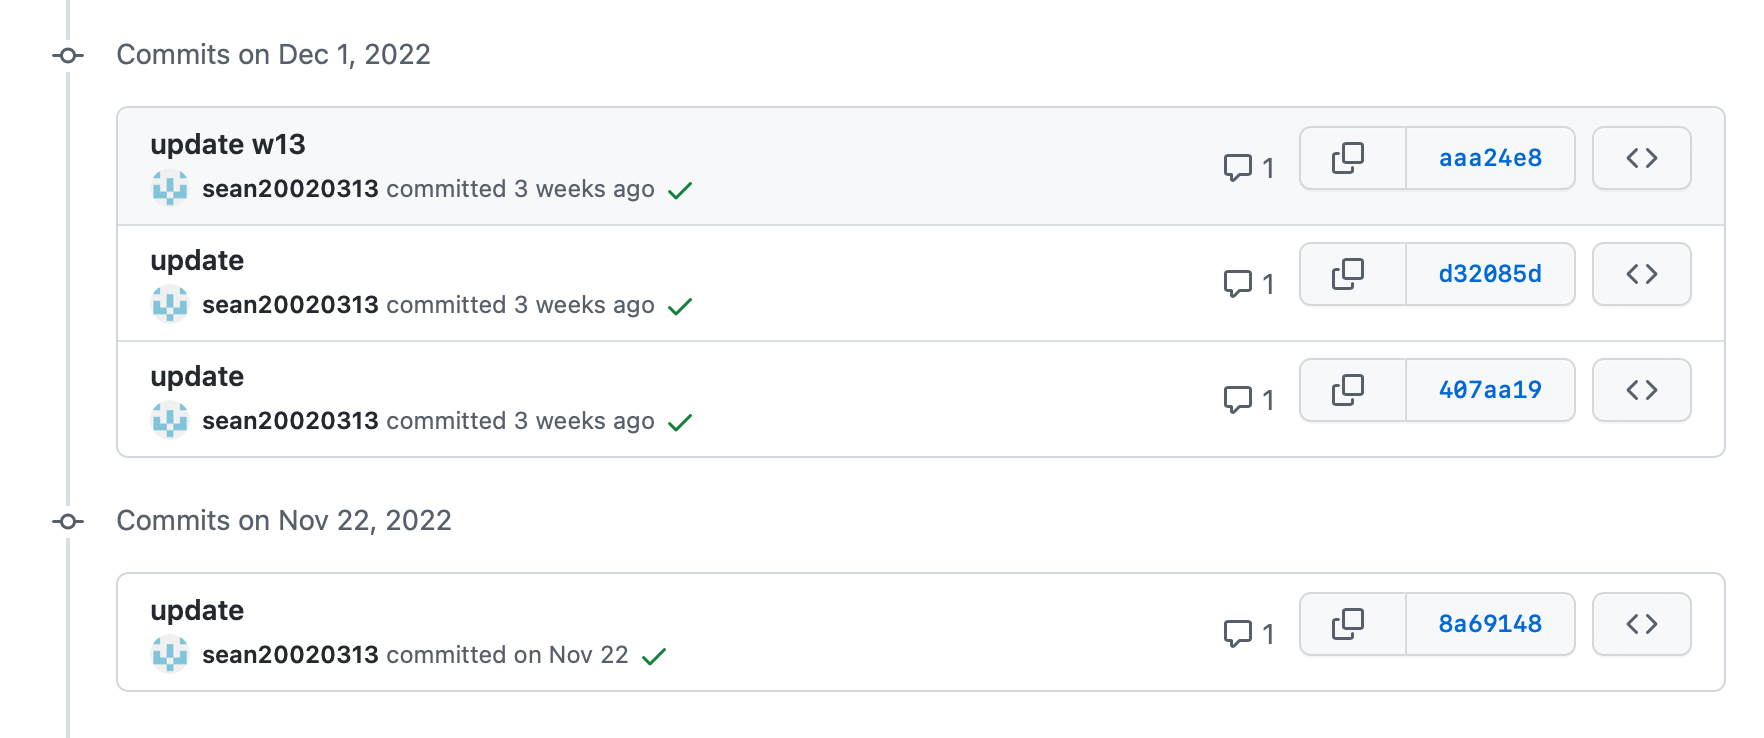 Commits on Dec 1, 2022
update w13
sean20020313 committed 3 weeks ago
1
aaa24e8
update
sean20020313 committed 3 weeks ago
1
d32085d
update
sean20020313 committed 3 weeks ago
1
407aa19
Commits on Nov 22, 2022
update
sean20020313 committed on Nov 22
1
8a69148